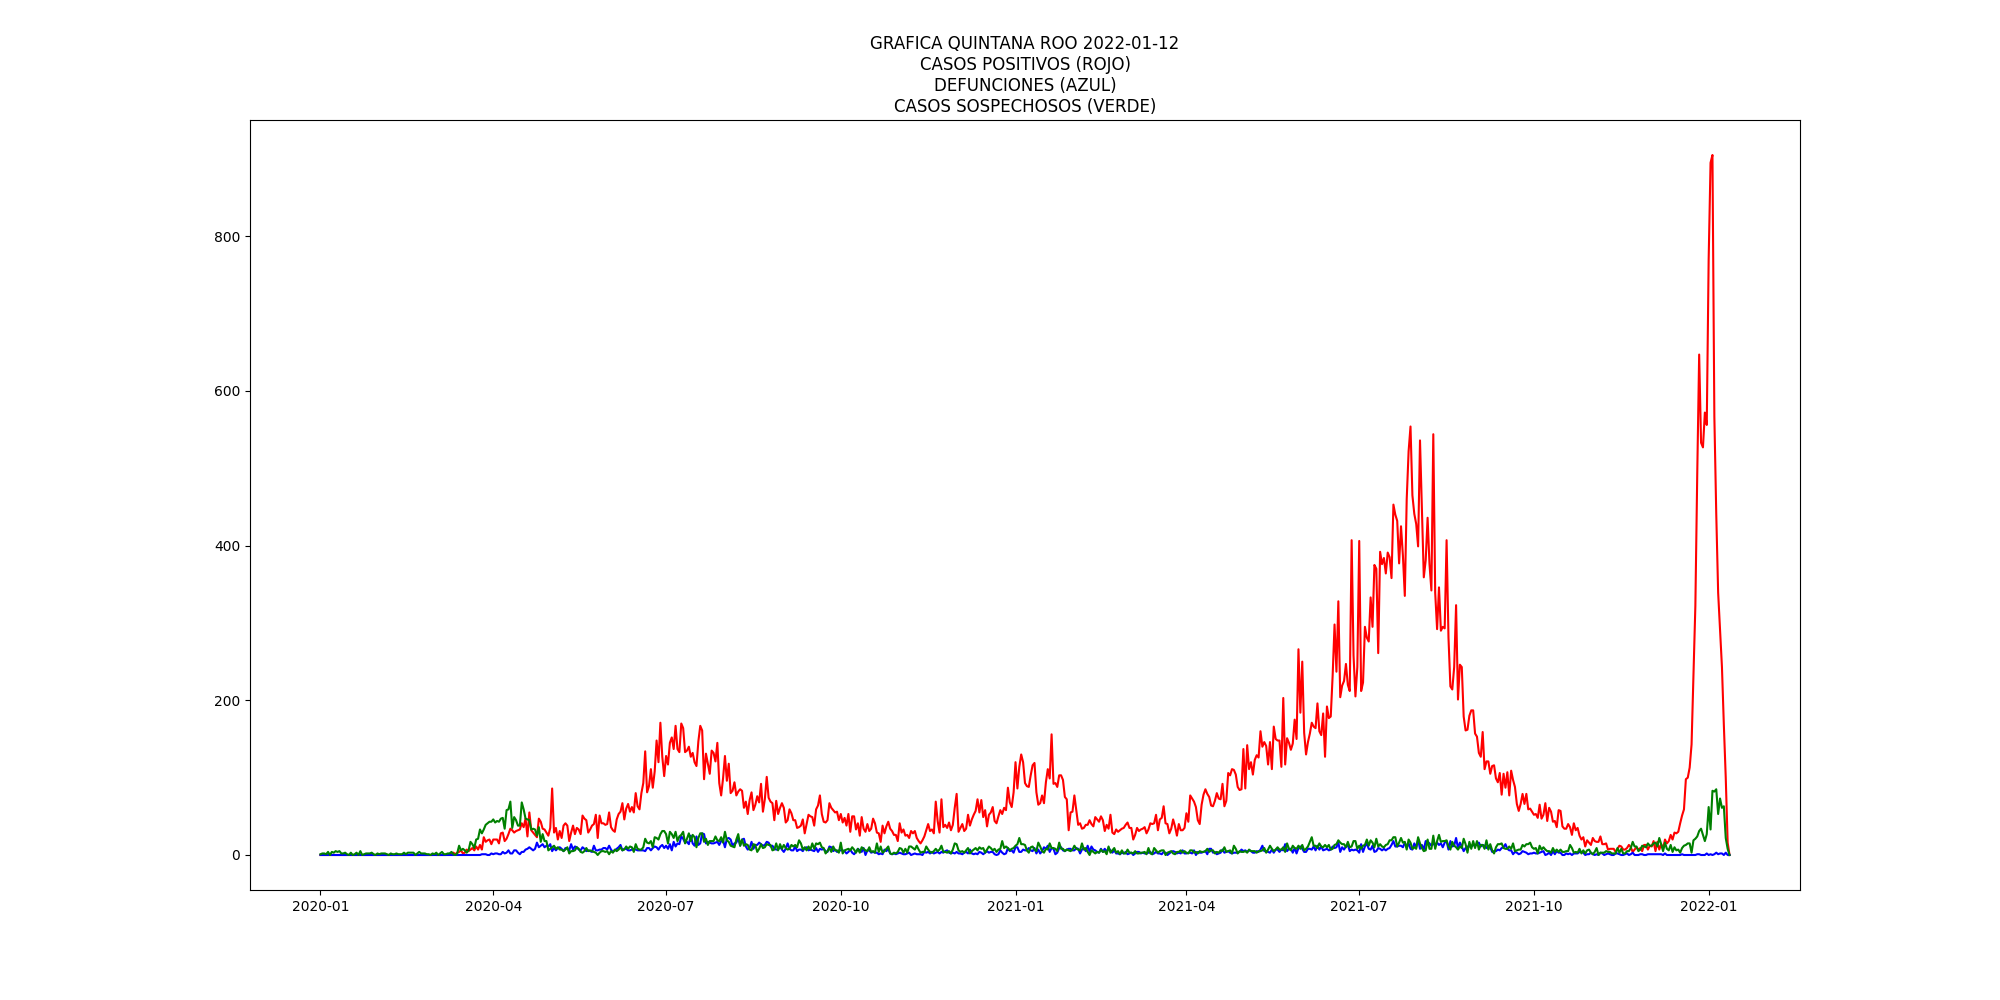 GRAFICA QUINTANA ROO 2022-01-12
CASOS POSITIVOS (ROJO)
DEFUNCIONES (AZUL)
CASOS SOSPECHOSOS (VERDE)
800
600
400
200
0
2020-01 2020-04 2020-07 2020-10 2021-01 2021-04 2021-07 2021-10 2022-01